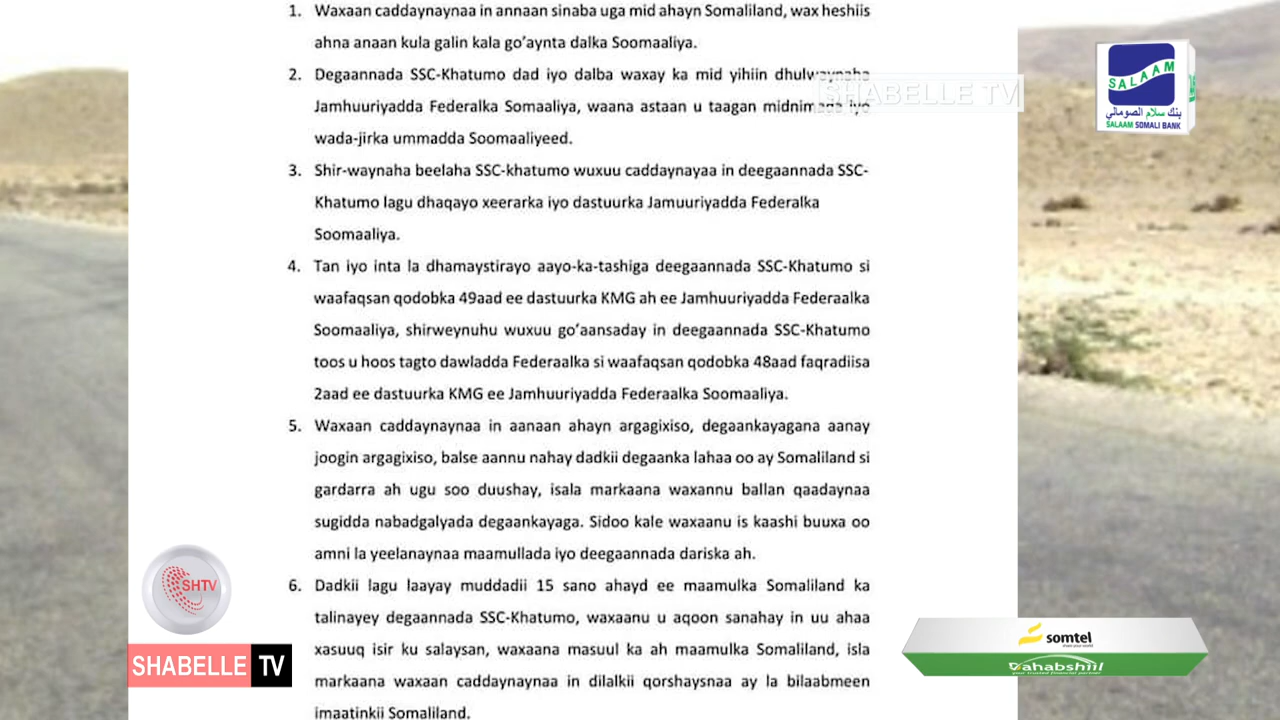 1. Waxaan caddaynaynaa in annaan sinaba uga mid ahayn Somaliland, wax heshiis
ahna anaan kula galin kala go'aynta dalka Soomaaliya.
2. Degaannada SSC-Khatumo dad iyo dalba waxay ka mid yihiin dhulwaynaha
Jamhuuriyadda Federalka Somaaliya, waana astaan u taagan midnimada iyo
wada-jirka ummadda Soomaaliyeed.
3. Shir-waynaha beelaha SSC-khatumo wuxuu caddaynayaa in deegaannada SSC-
Khatumo lagu dhaqayo xeerarka iyo dastuurka Jamuuriyadda Federalka
Soomaaliya.
4. Tan iyo inta la dhamaystirayo aayo-ka-tashiga deegaannada SSC-Khatumo si
waafaqsan qodobka 49aad ee dastuurka KMG ah ee Jamhuuriyadda Federaalka
Soomaaliya, shirweynuhu wuxuu go'aansaday in deegaannada SSC-Khatumo
toos u hoos tagto dawladda Federaalka si waafaqsan qodobka 48aad faqradiisa
2aad ee dastuurka KMG ee Jamhuuriyadda Federaalka Soomaaliya.
5. Waxaan caddaynaynaa in aanaan ahayn argagixiso, degaankayagana aanay
joogin argagixiso, balse aannu nahay dadkii degaanka lahaa oo ay Somaliland si
gardarra ah ugu soo duushay, isala markaana waxannu ballan qaadaynaa
sugidda nabadgalyada degaankayaga. Sidoo kale waxaanu is kaashi buuxa oo
amni la yeelanaynaa maamullada iyo deegaannada dariska ah.
6. Dadkii lagu laayay muddadii 15 sano ahayd ee maamulka Somaliland ka
talinayey degaannada SSC-Khatumo, waxaanu u aqoon sanahay in uu ahaa
xasuuq isir ku salaysan, waxaana masuul ka ah maamulka Somaliland, isla
markaana waxaan caddaynaynaa in dilalkii qorshaysnaa ay la bilaabmeen
imaatinkii Somaliland.
SHABELLE TV
SALAAM
بنك سلام الصومالي
SALAAM SOMALI BANK
SHTV
SHABELLE TV
somtel
Dahabshiil
your trusted financial partner